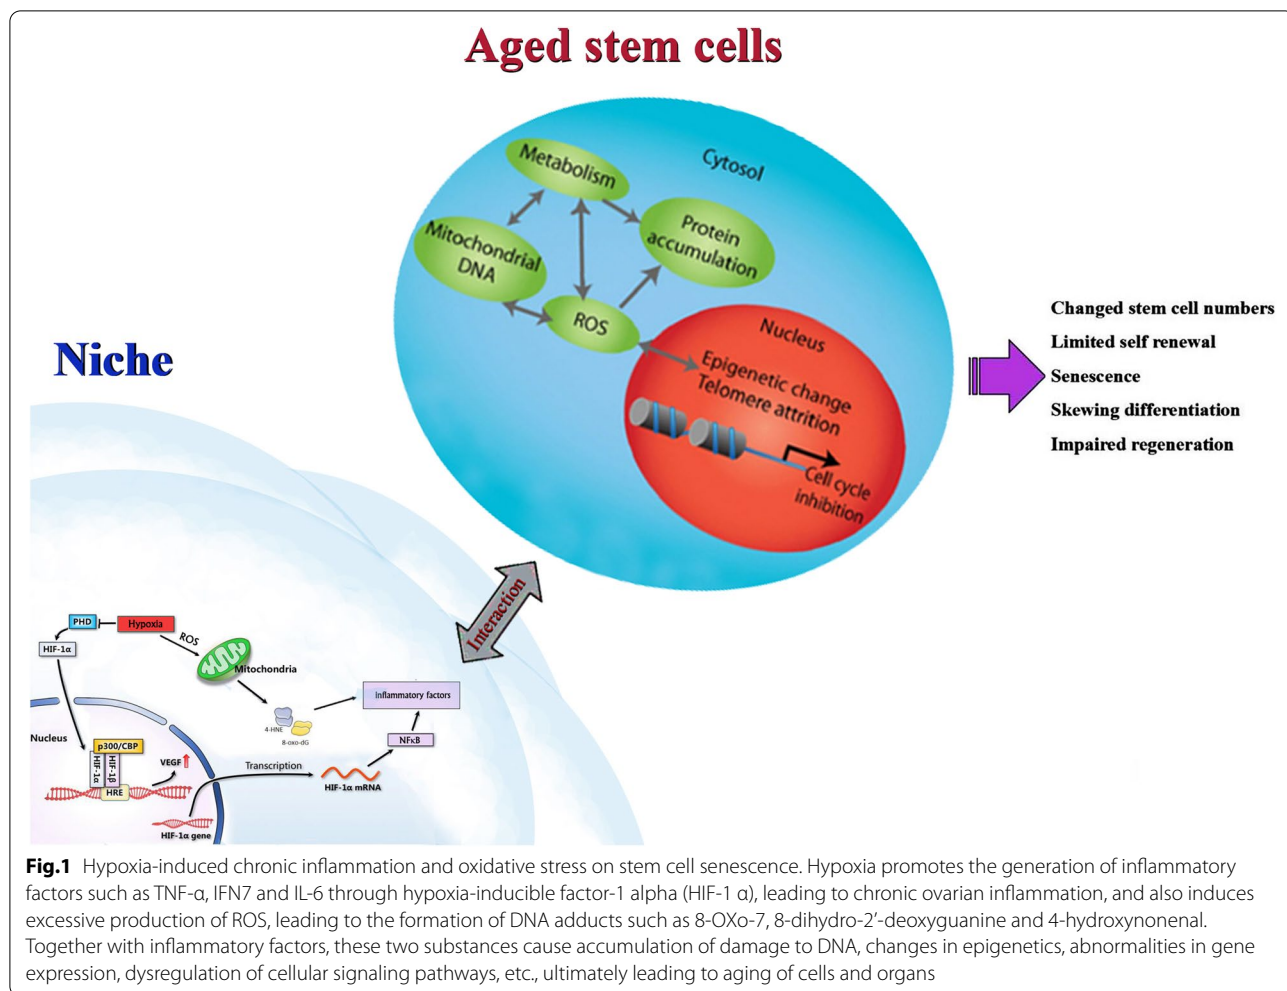 Aged stem cells
Cytosol
Metabolism
Protein
accumulation
Mitochondrial
DNA
ROS
Nucleus
Epigenetic change
Telomere attrition
Cell cycle
inhibition
Changed stem cell numbers
Limited self renewal
Senescence
Skewing differentiation
Impaired regeneration
Niche
Interaction
PHD
Hypoxia
ROS
HIF-1α
Mitochondria
Inflammatory factors
4-HNE
8-oxo-dG
NFκB
Nucleus
p300/CBP
HIF-1α
HIF-1β
VEGF
HRE
Transcription
HIF-1α mRNA
HIF-1α gene
Fig.1 Hypoxia-induced chronic inflammation and oxidative stress on stem cell senescence. Hypoxia promotes the generation of inflammatory
factors such as TNF-α, IFN7 and IL-6 through hypoxia-inducible factor-1 alpha (HIF-1 α), leading to chronic ovarian inflammation, and also induces
excessive production of ROS, leading to the formation of DNA adducts such as 8-OXo-7, 8-dihydro-2′-deoxyguanine and 4-hydroxynonenal.
Together with inflammatory factors, these two substances cause accumulation of damage to DNA, changes in epigenetics, abnormalities in gene
expression, dysregulation of cellular signaling pathways, etc., ultimately leading to aging of cells and organs